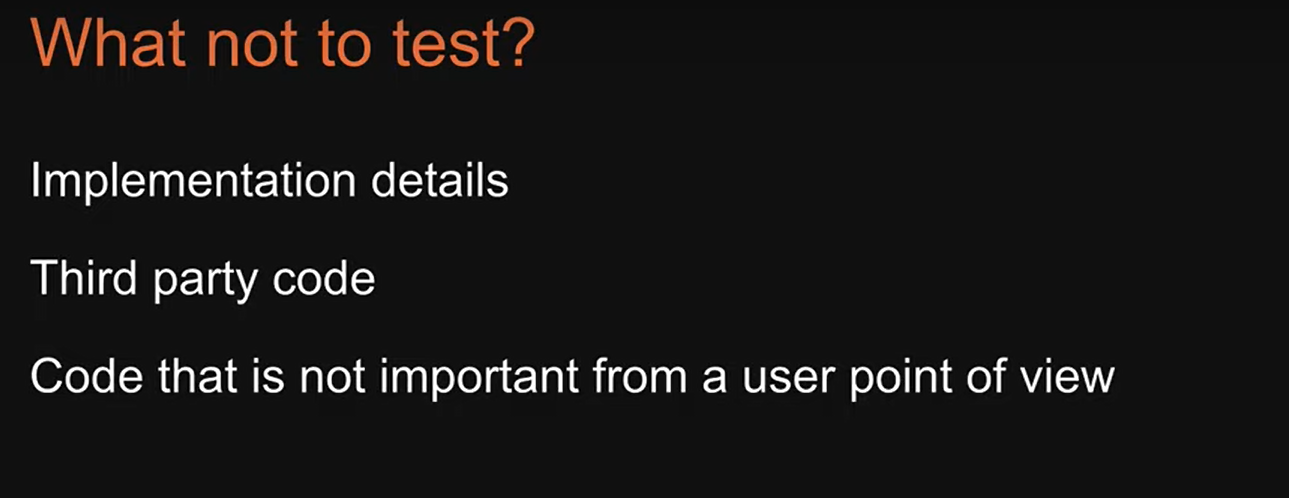 What not to test?
Implementation details
Third party code
Code that is not important from a user point of view